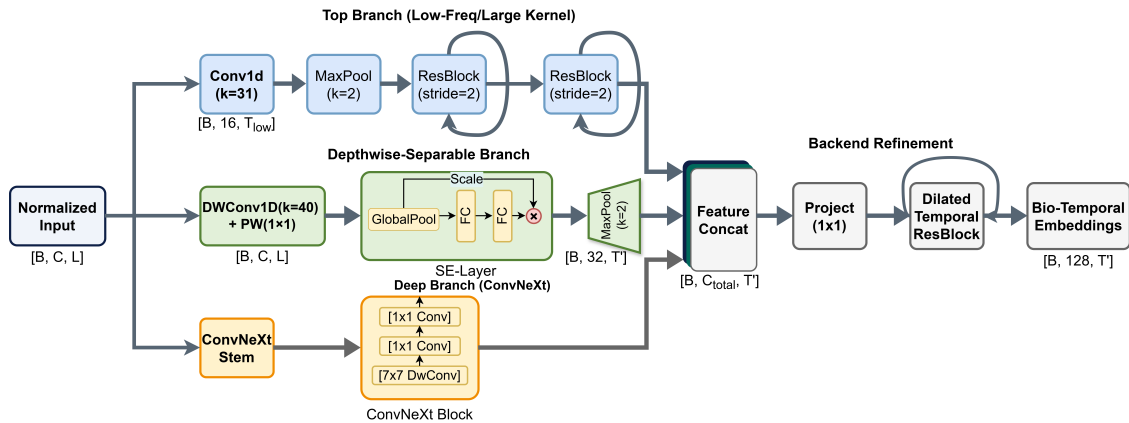 Top Branch (Low-Freq/Large Kernel)
Conv1d
(k=31)
MaxPool
(k=2)
ResBlock
(stride=2)
ResBlock
(stride=2)
[B, 16, Tlow]
Depthwise-Separable Branch
Backend Refinement
Normalized
Input
[B, C, L]
DWConv1D(k=40)
+ PW(1×1)
[B, C, L]
Scale
GlobalPool
FC
FC
×
SE-Layer
MaxPool
(k=2)
[B, 32, T']
Feature
Concat
[B, Ctotal, T']
Project
(1x1)
Dilated
Temporal
ResBlock
Bio-Temporal
Embeddings
[B, 128, T']
Deep Branch (ConvNeXt)
ConvNeXt
Stem
[1x1 Conv]
[1x1 Conv]
[7x7 DwConv]
ConvNeXt Block